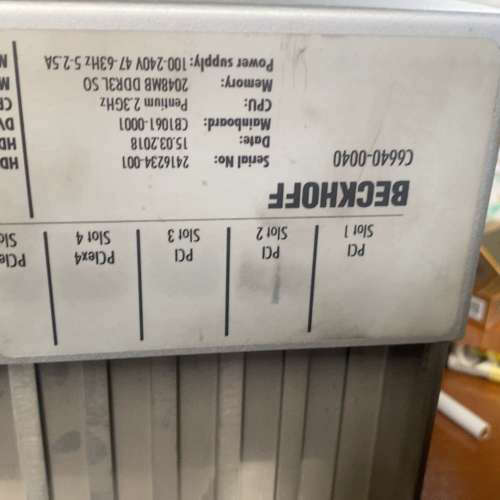 PCI PCI PCI PCIex4
Slot 1 Slot 2 Slot 3 Slot 4
BECKHOFF
C6640-0040
Serial No: 2416234-001
Date: 15.03.2018
Mainboard: CB1061-0001
CPU: Pentium 2.3GHz
Memory: 2048MB DDR3L SO
Power supply: 100-240V 47-63Hz 5-2.5A